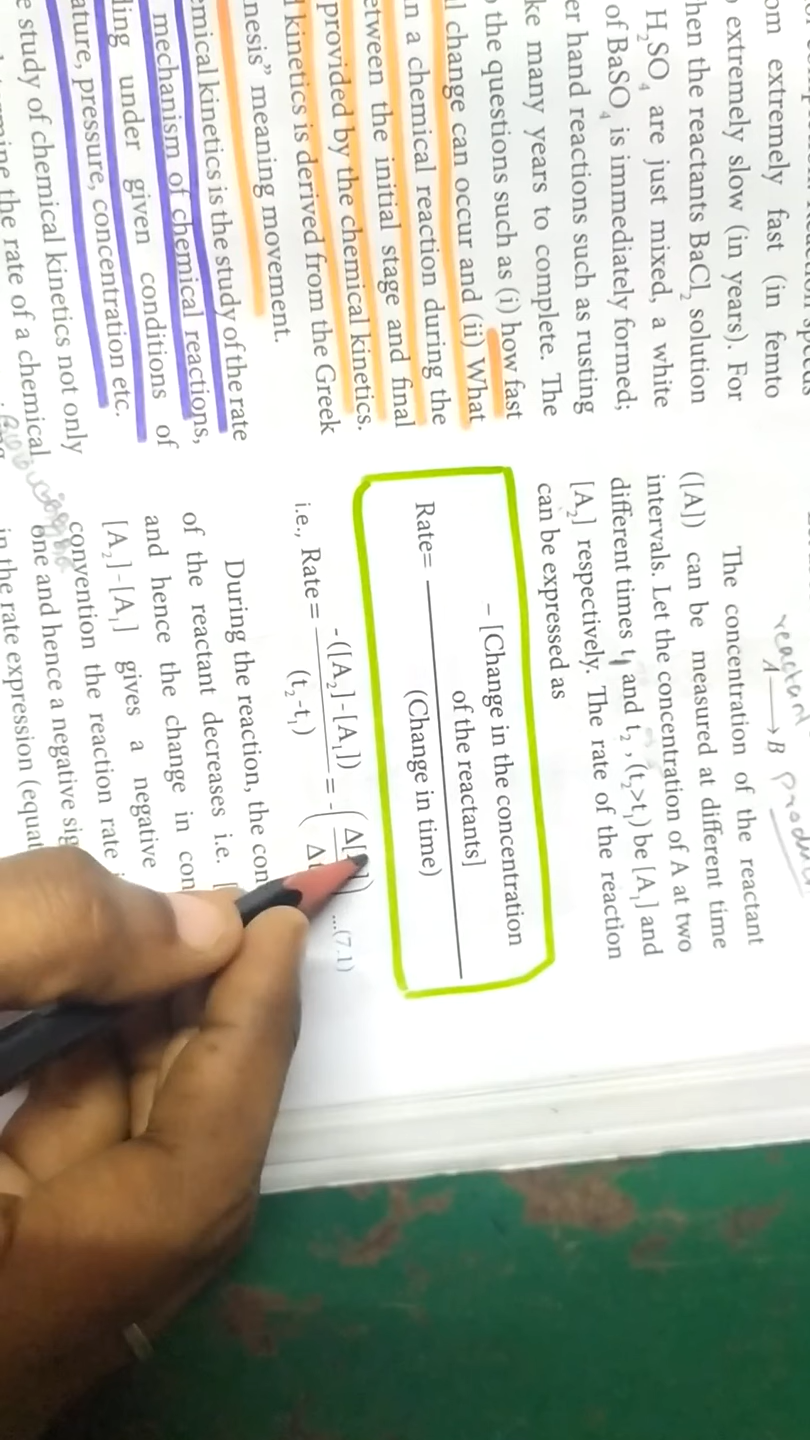 om extremely fast (in femto
extremely slow (in years). For
hen the reactants BaCl₂ solution
H₂SO₄ are just mixed, a white
of BaSO₄ is immediately formed;
er hand reactions such as rusting
ke many years to complete. The
the questions such as (i) how fast
l change can occur and (ii) What
n a chemical reaction during the
etween the initial stage and final
provided by the chemical kinetics.
kinetics is derived from the Greek
nesis” meaning movement.
emical kinetics is the study of the rate
mechanism of chemical reactions,
ling under given conditions of
ature, pressure, concentration etc.
e study of chemical kinetics not only
the rate of a chemical
reactant
A → B
The concentration of the reactant
([A]) can be measured at different time
intervals. Let the concentration of A at two
different times t₁ and t₂, (t₂>t₁) be [A₁] and
[A₂] respectively. The rate of the reaction
can be expressed as
− [Change in the concentration
of the reactants]
Rate=
(Change in time)
i.e., Rate = -([A₂]-[A₁]) / (t₂-t₁) = -(Δ[ ...(7.1)
During the reaction, the con
of the reactant decreases i.e. [
and hence the change in con
[A₂]-[A₁] gives a negative
convention the reaction rate
one and hence a negative sig
in the rate expression (equat